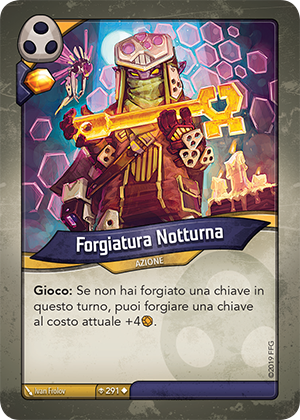 Forgiatura Notturna
AZIONE
Gioco: Se non hai forgiato una chiave in
questo turno, puoi forgiare una chiave
al costo attuale +4.
©2019 FFG
Ivan Frolov
291